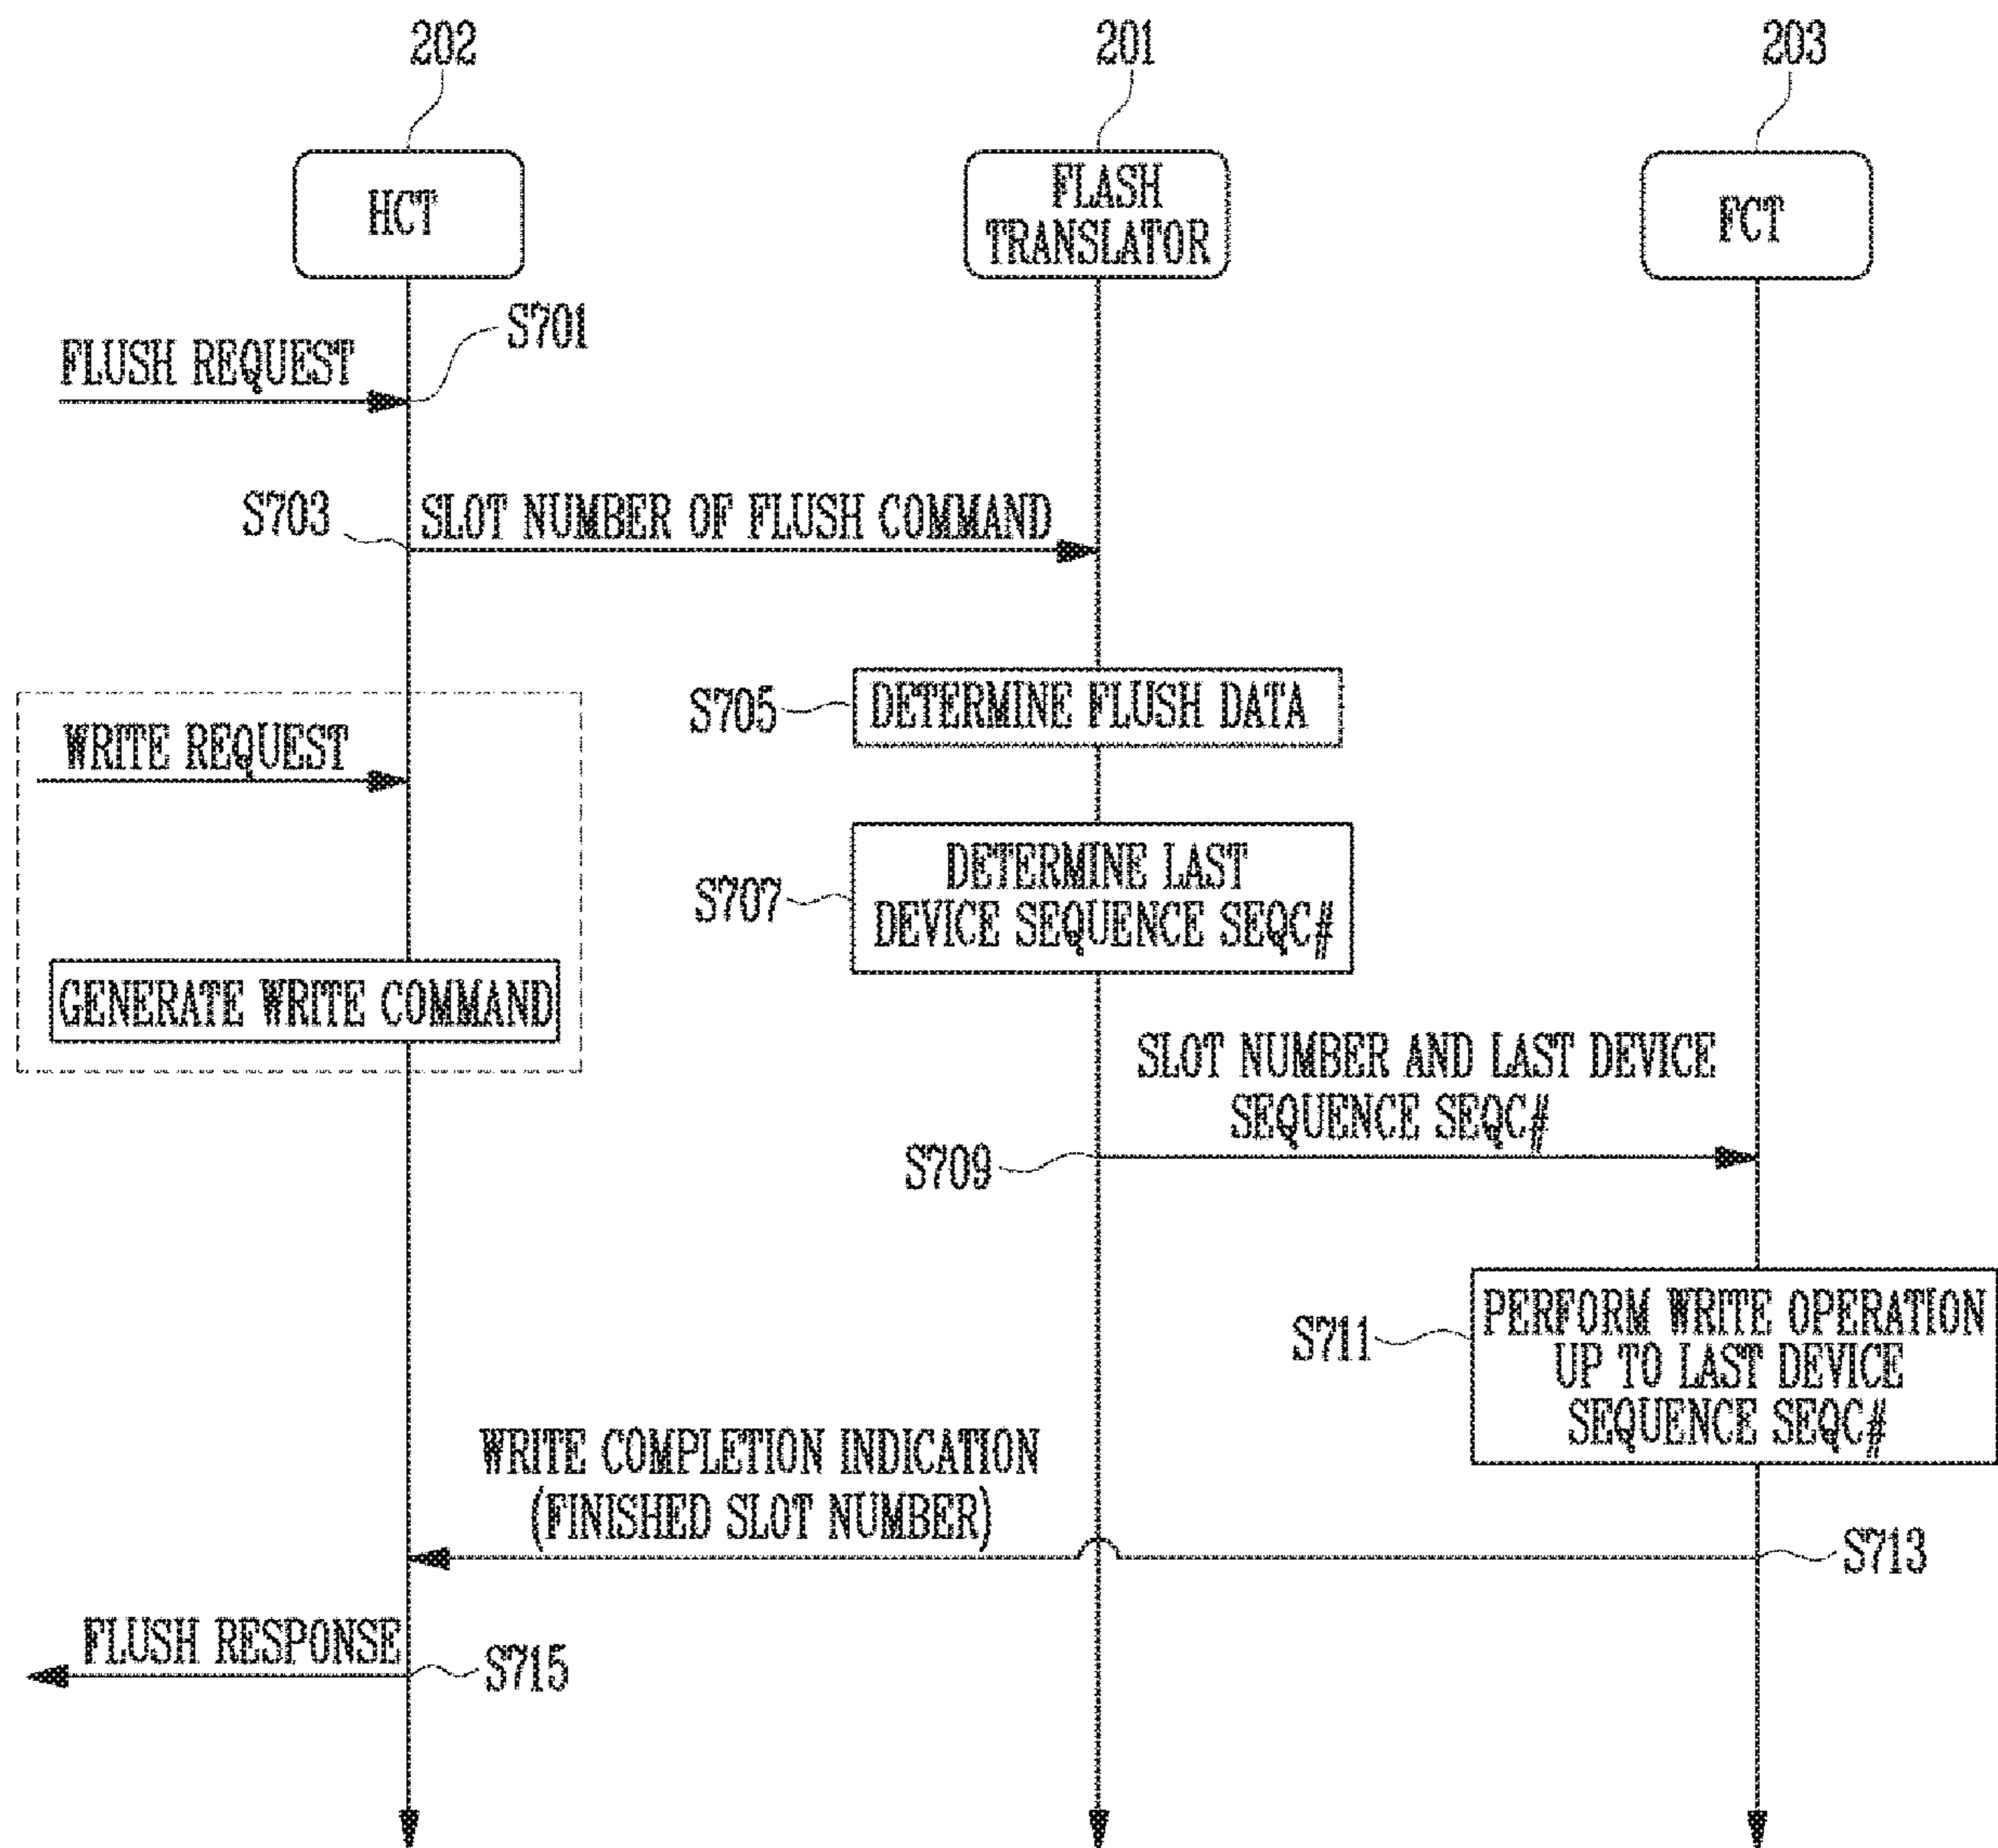 202
201
203
HCT
FLASH
TRANSLATOR
FCT
S701
FLUSH REQUEST
S703
SLOT NUMBER OF FLUSH COMMAND
S705
DETERMINE FLUSH DATA
WRITE REQUEST
S707
DETERMINE LAST
DEVICE SEQUENCE SEQC#
GENERATE WRITE COMMAND
SLOT NUMBER AND LAST DEVICE
SEQUENCE SEQC#
S709
S711
PERFORM WRITE OPERATION
UP TO LAST DEVICE
SEQUENCE SEQC#
WRITE COMPLETION INDICATION
(FINISHED SLOT NUMBER)
S713
FLUSH RESPONSE
S715